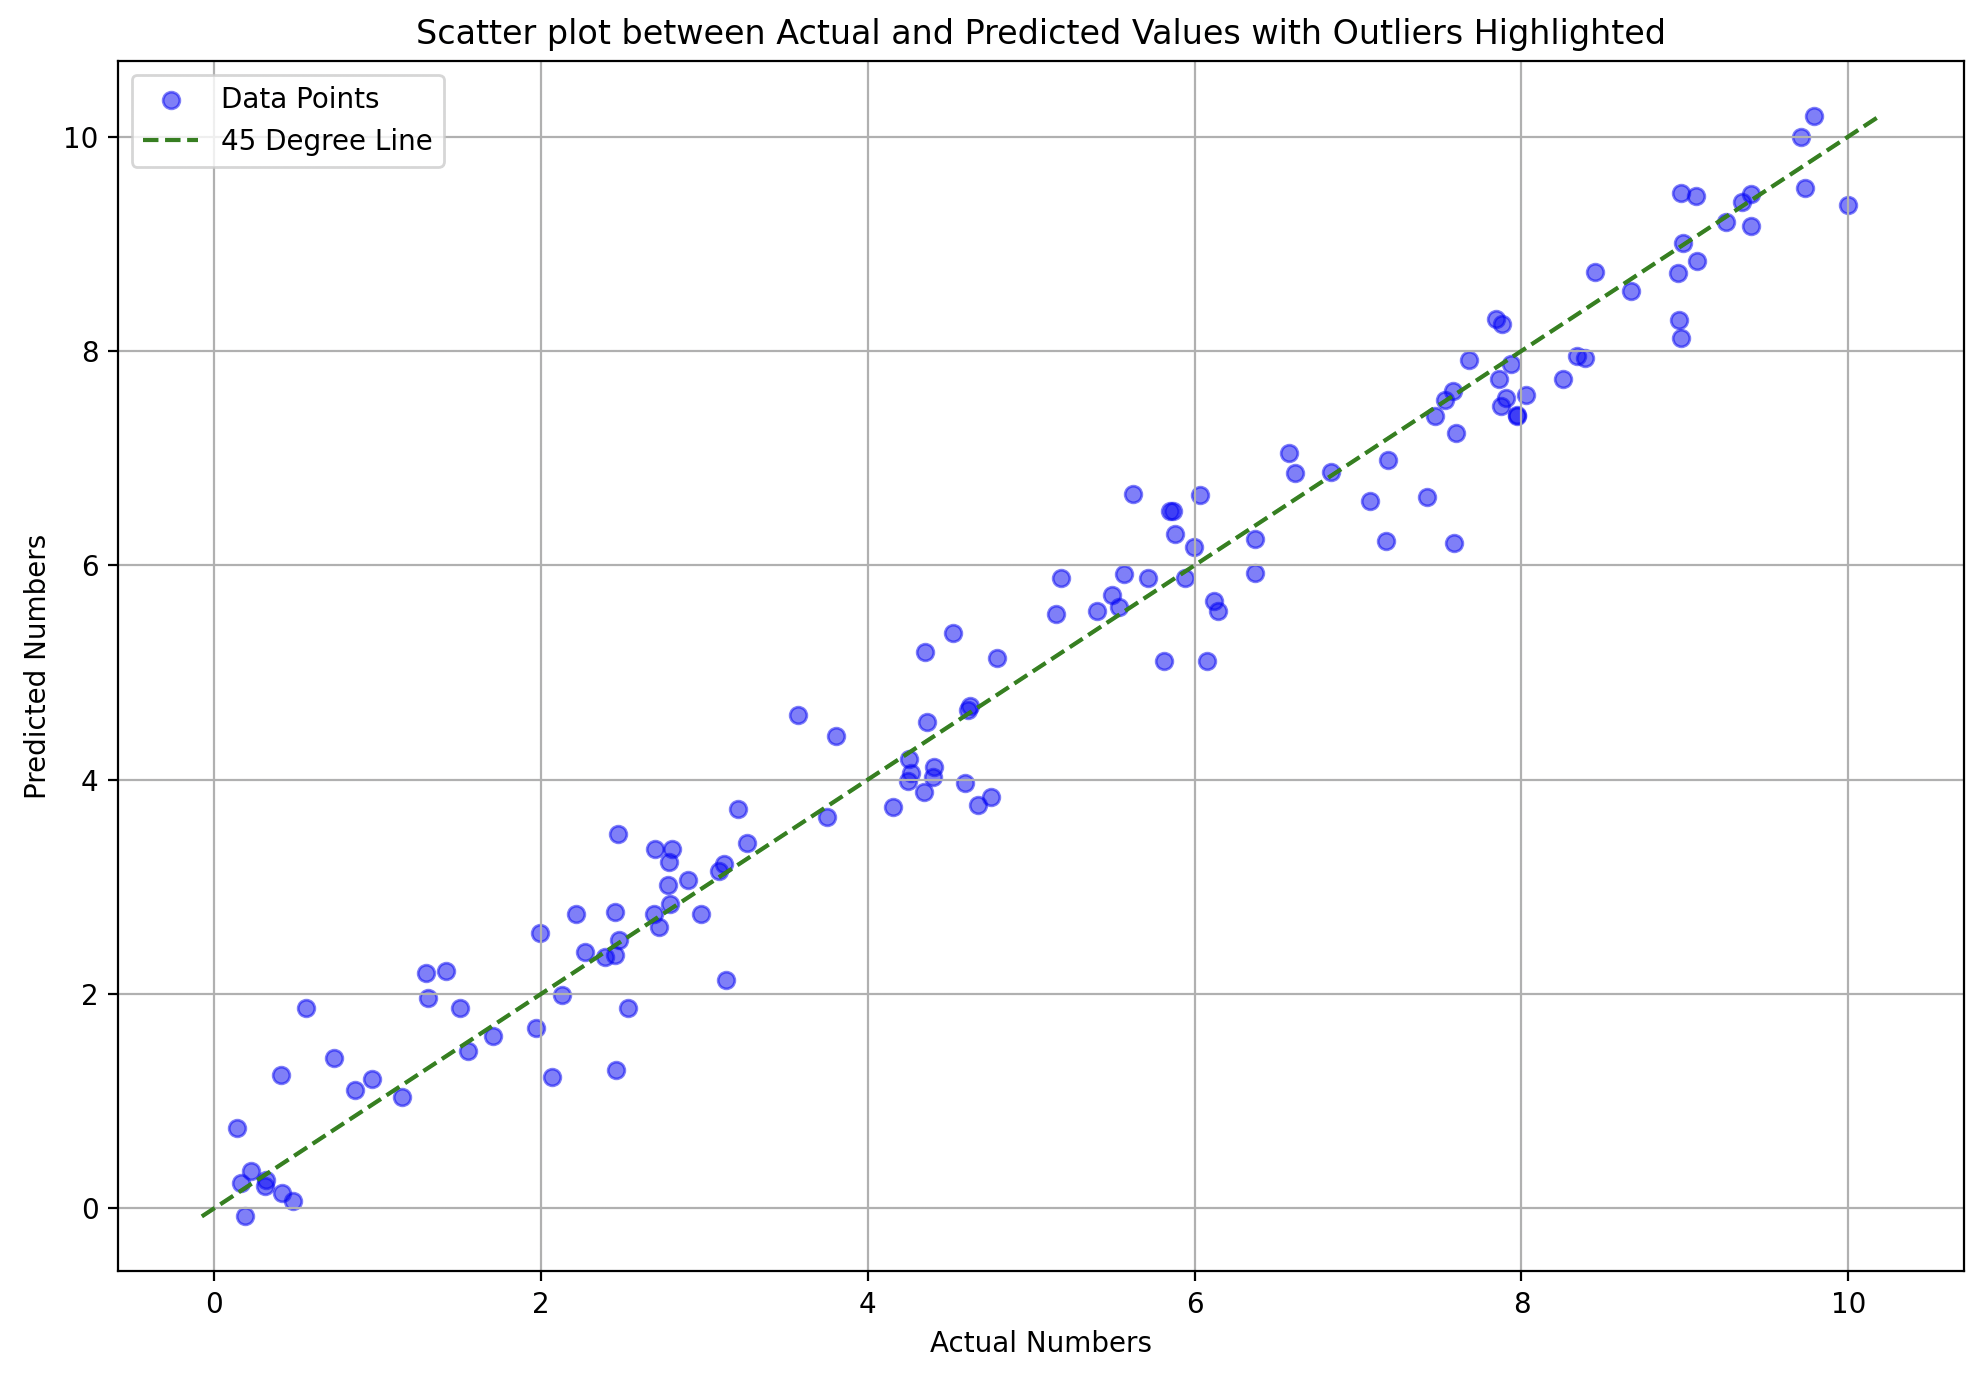 Scatter plot between Actual and Predicted Values with Outliers Highlighted
Data Points
45 Degree Line
10
8
6
4
2
0
Predicted Numbers
0 2 4 6 8 10
Actual Numbers